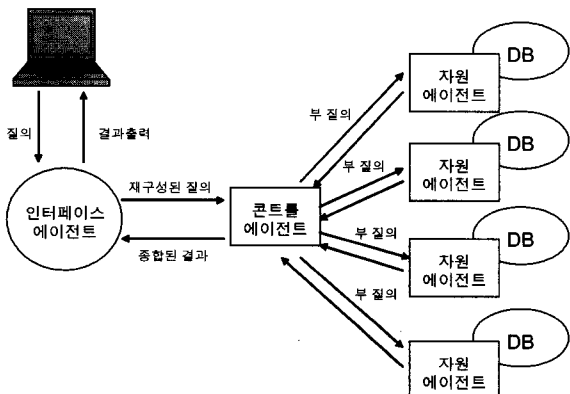 질의
결과출력
인터페이스
에이전트
재구성된 질의
종합된 결과
콘트롤
에이전트
부 질의
부 질의
부 질의
부 질의
자원
에이전트
DB
자원
에이전트
DB
자원
에이전트
DB
자원
에이전트
DB